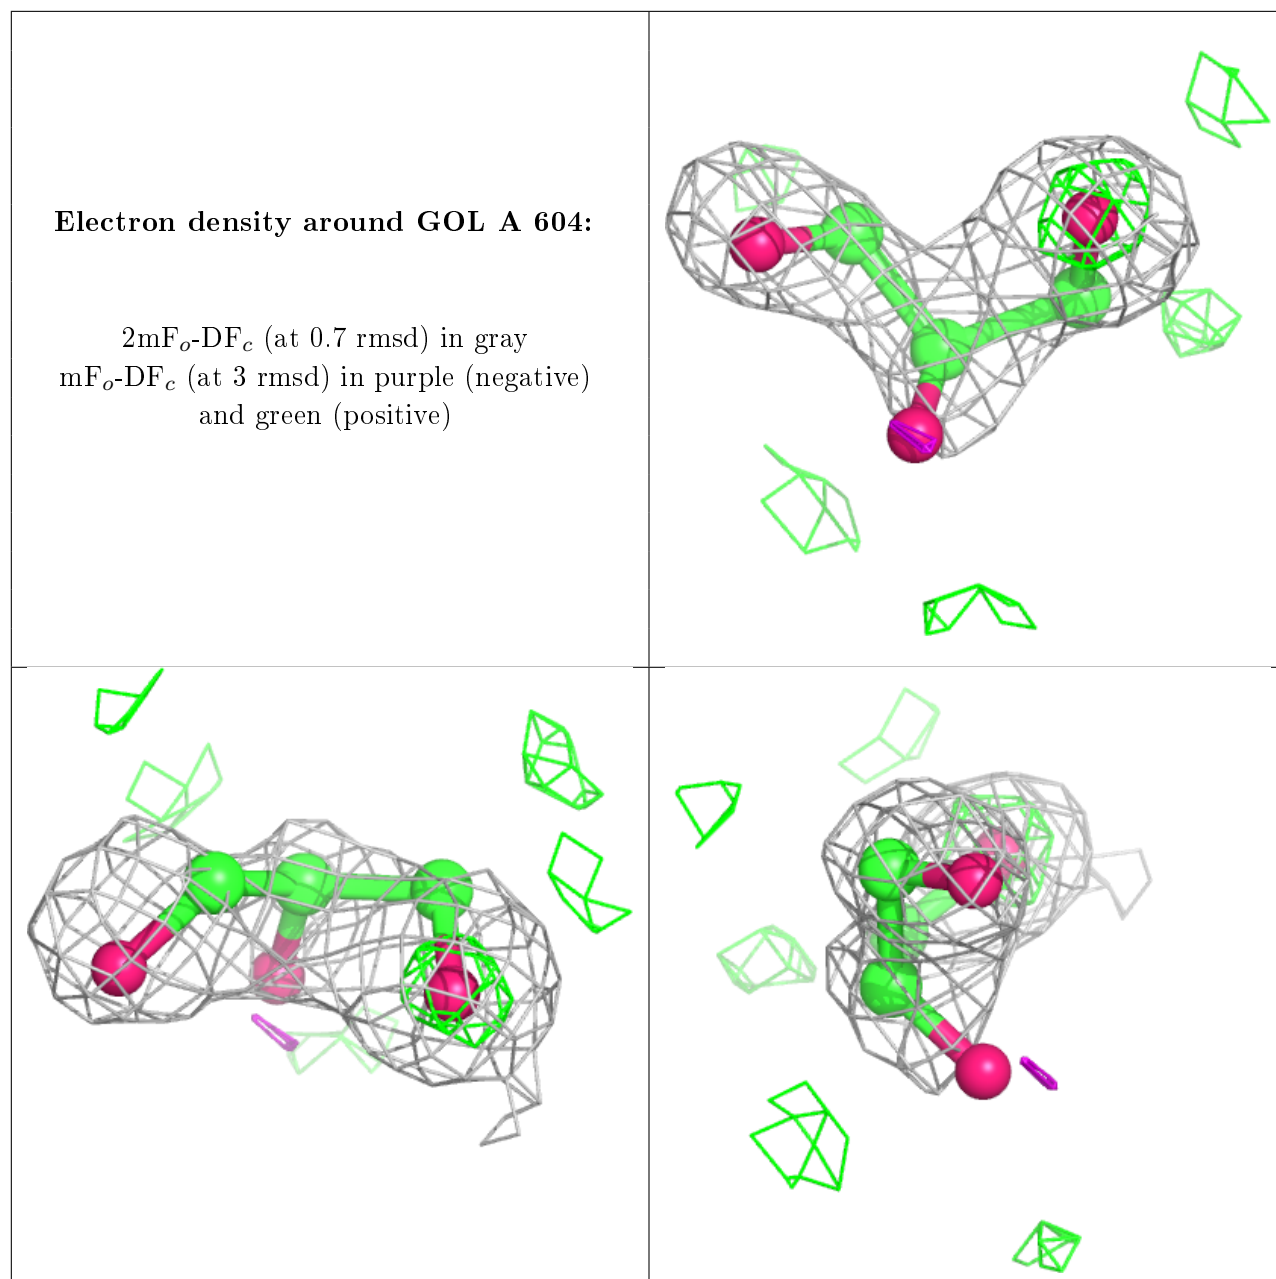 Electron density around GOL A 604:
2mFo-DFc (at 0.7 rmsd) in gray
mFo-DFc (at 3 rmsd) in purple (negative)
and green (positive)